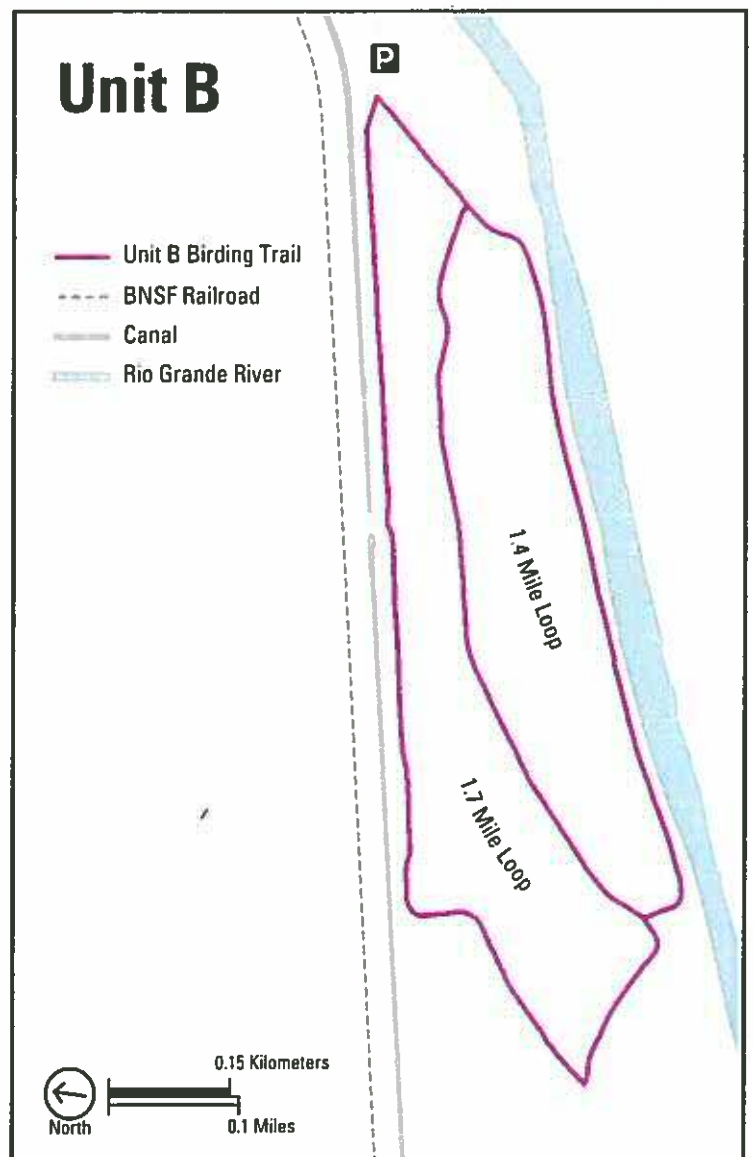 P
Unit B
Unit B Birding Trail
BNSF Railroad
Canal
Rio Grande River
1.4 Mile Loop
1.7 Mile Loop
0.15 Kilometers
North
0.1 Miles